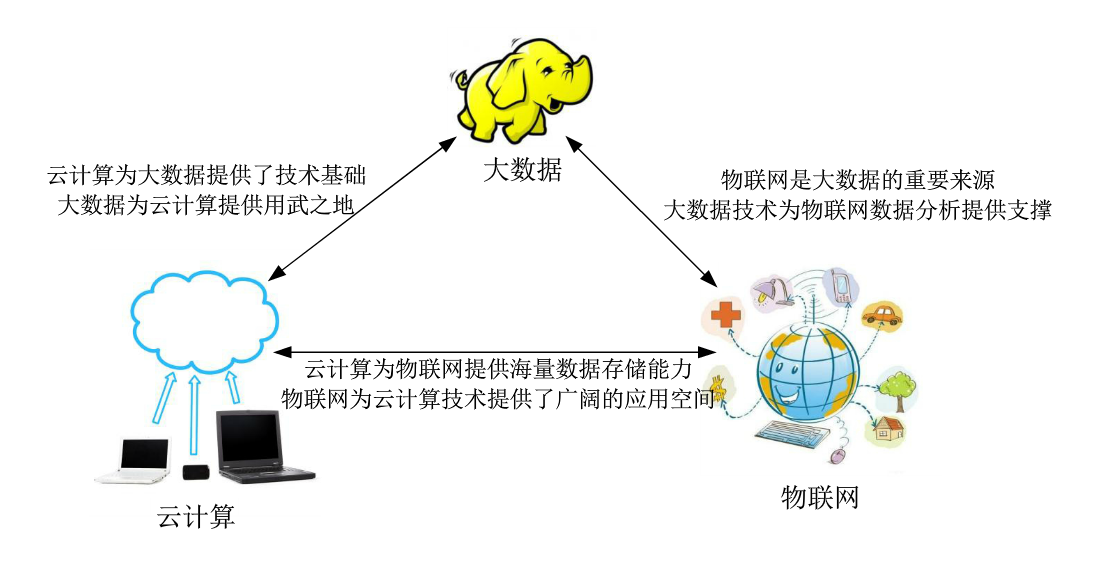 大数据
云计算为大数据提供了技术基础
大数据为云计算提供用武之地
物联网是大数据的重要来源
大数据技术为物联网数据分析提供支撑
云计算为物联网提供海量数据存储能力
物联网为云计算技术提供了广阔的应用空间
云计算
物联网